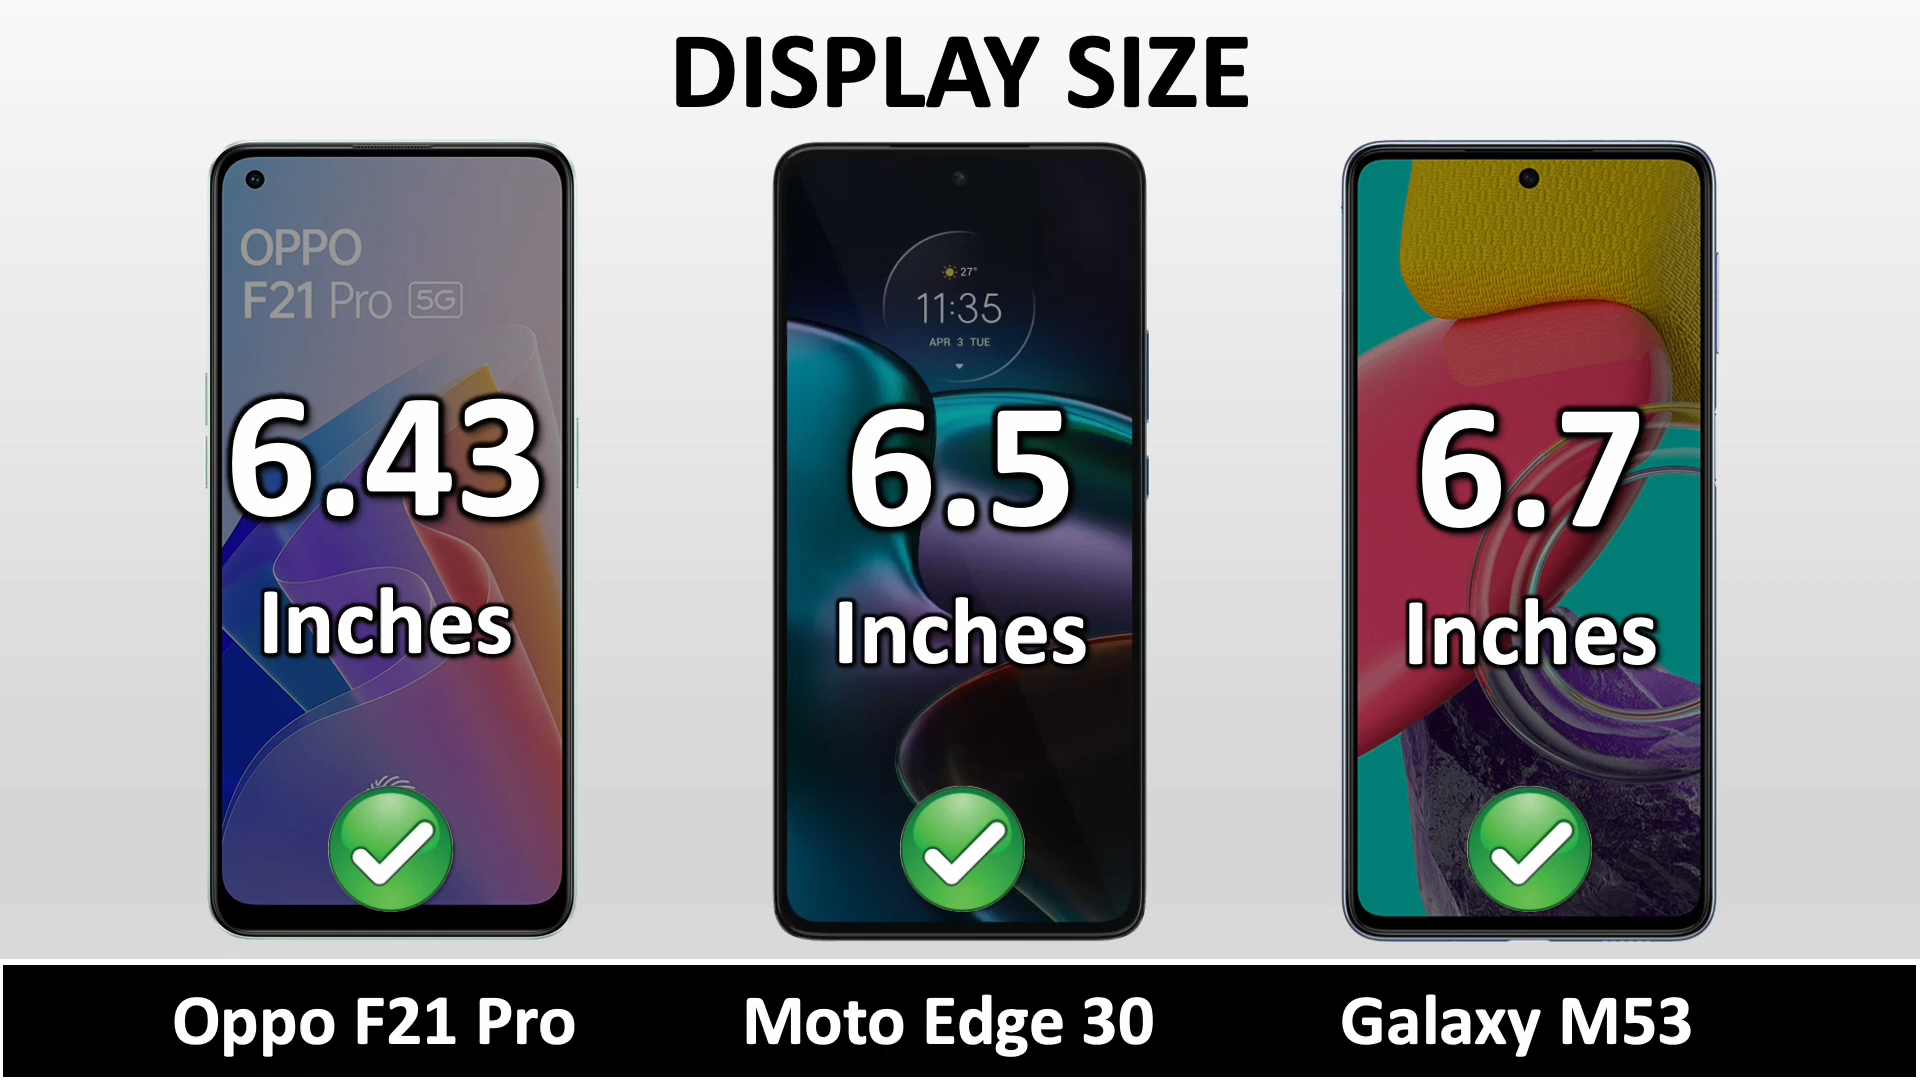 DISPLAY SIZE
OPPO
F21 Pro 5G
27°
11:35
APR 3 TUE
6.43
Inches
6.5
Inches
6.7
Inches
Oppo F21 Pro
Moto Edge 30
Galaxy M53